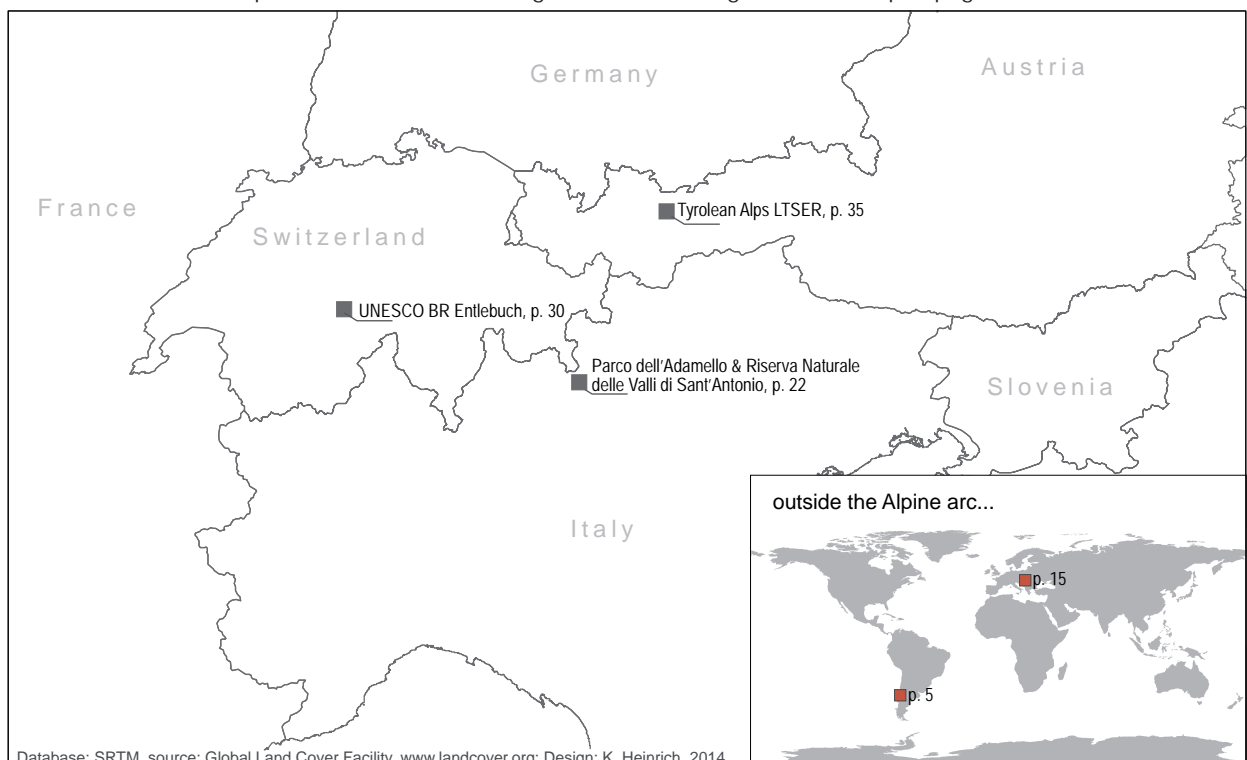 Germany
Austria
France
Switzerland
Tyrolean Alps LTSER, p. 35
UNESCO BR Entlebuch, p. 30
Parco dell'Adamello & Riserva Naturale
delle Valli di Sant'Antonio, p. 22
Slovenia
Italy
outside the Alpine arc...
p. 15
p. 5
Database: SRTM, source: Global Land Cover Facility, www.landcover.org; Design: K. Heinrich, 2014